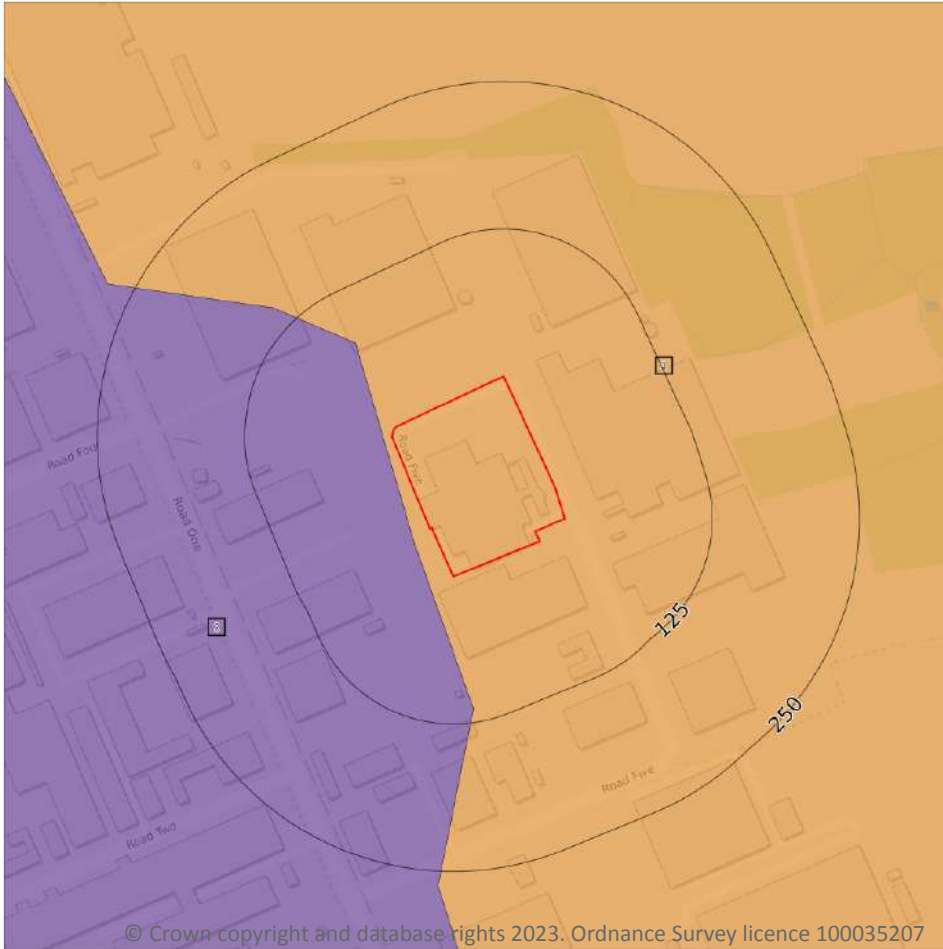 Road Four
Road Five
Road One
125
250
Road Five
Road Two
© Crown copyright and database rights 2023. Ordnance Survey licence 100035207